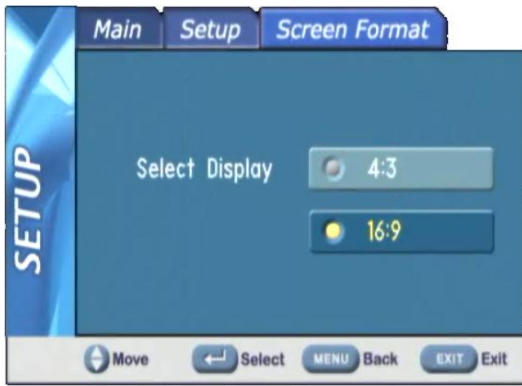 Main Setup Screen Format
SETUP
Select Display 4:3
16:9
Move Select MENU Back EXIT Exit